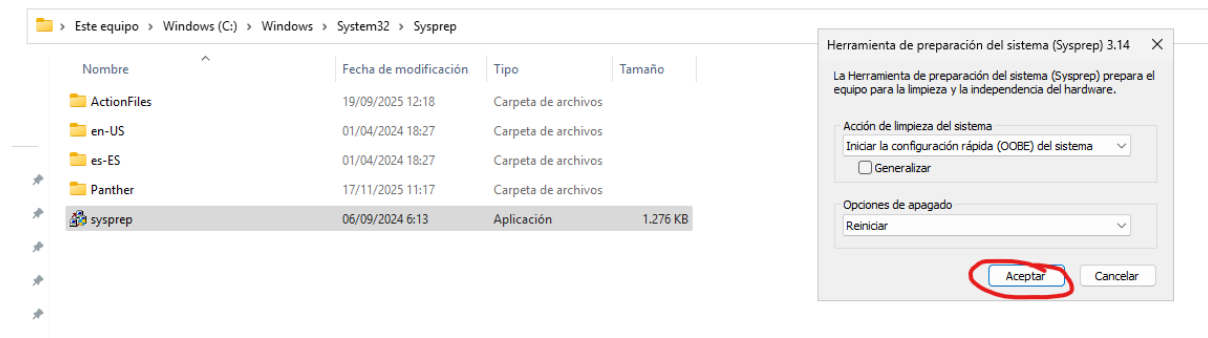 Este equipo > Windows (C:) > Windows > System32 > Sysprep
Nombre Fecha de modificación Tipo Tamaño
ActionFiles 19/09/2025 12:18 Carpeta de archivos
en-US 01/04/2024 18:27 Carpeta de archivos
es-ES 01/04/2024 18:27 Carpeta de archivos
Panther 17/11/2025 11:17 Carpeta de archivos
sysprep 06/09/2024 6:13 Aplicación 1.276 KB
Herramienta de preparación del sistema (Sysprep) 3.14
La Herramienta de preparación del sistema (Sysprep) prepara el
equipo para la limpieza y la independencia del hardware.
Acción de limpieza del sistema
Iniciar la configuración rápida (OOBE) del sistema
Generalizar
Opciones de apagado
Reiniciar
Aceptar Cancelar